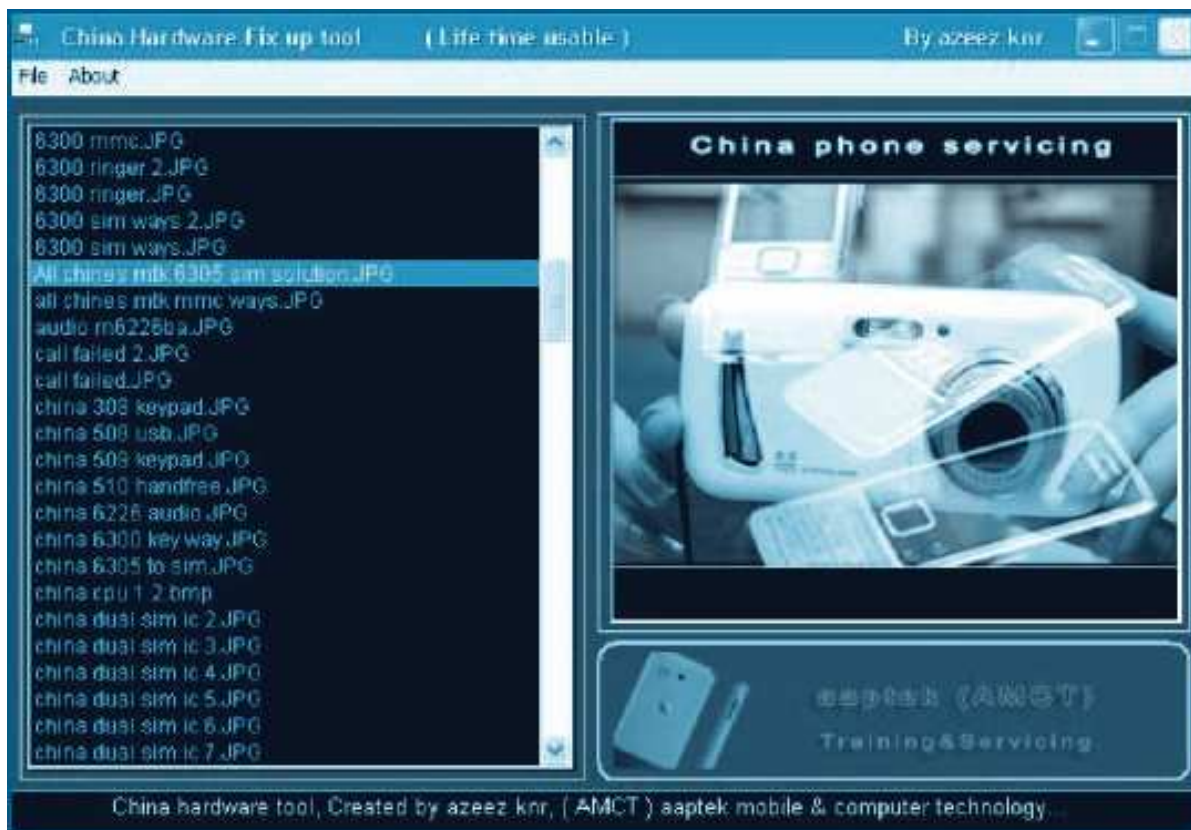 China Hardware Fix up tool ( Life time usable ) By azeez knr
File About
6300 mmc.JPG
6300 ringer 2.JPG
6300 ringer.JPG
6300 sim ways 2.JPG
6300 sim ways.JPG
All chines mtk 6305 sim solution.JPG
all chines mtk mmc ways.JPG
audio m6226ba.JPG
call failed 2.JPG
call failed.JPG
china 308 keypad.JPG
china 508 usb.JPG
china 509 keypad.JPG
china 510 handfree.JPG
china 6226 audio.JPG
china 6300 key way.JPG
china 6305 to sim.JPG
china cpu 1 2.bmp
china dual sim ic 2.JPG
china dual sim ic 3.JPG
china dual sim ic 4.JPG
china dual sim ic 5.JPG
china dual sim ic 6.JPG
china dual sim ic 7.JPG
China phone servicing
aaptek (AMCT)
Training&Servicing
China hardware tool, Created by azeez knr, ( AMCT ) aaptek mobile & computer technology...